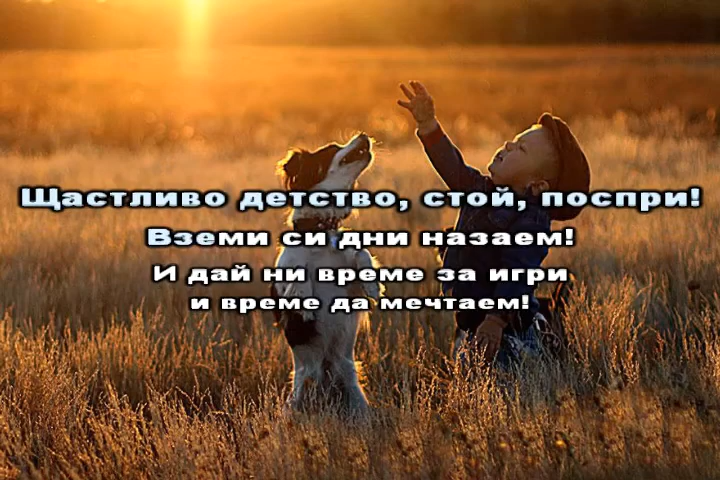 Щастливо детство, стой, поспри!
Вземи си дни назаем!
И дай ни време за игри
и време да мечтаем!